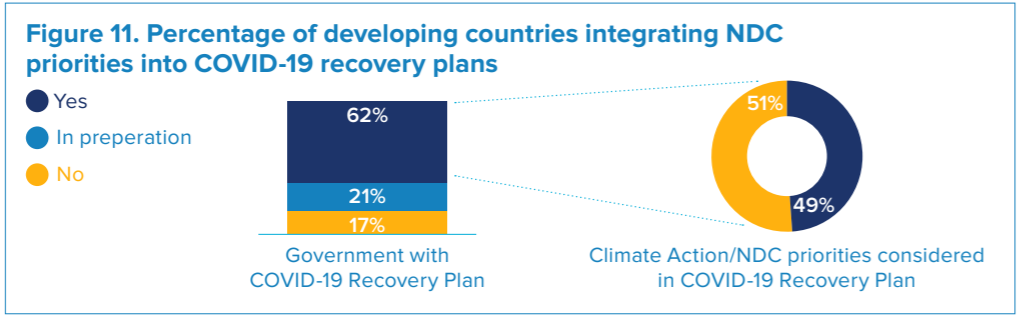 Figure 11. Percentage of developing countries integrating NDC
priorities into COVID-19 recovery plans
Yes
In preperation
No
62%
21%
17%
Government with
COVID-19 Recovery Plan
51%
49%
Climate Action/NDC priorities considered
in COVID-19 Recovery Plan